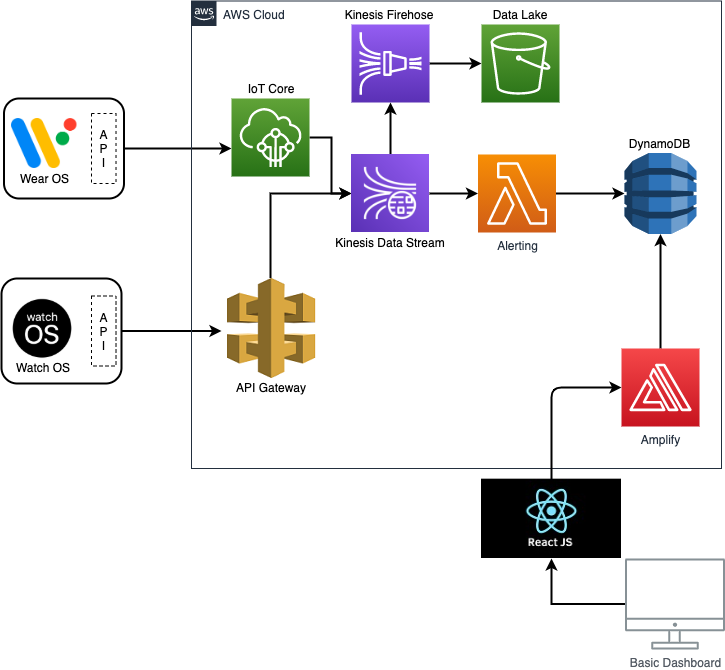 aws
AWS Cloud
Kinesis Firehose
Data Lake
IoT Core
DynamoDB
A
P
I
Wear OS
Kinesis Data Stream
Alerting
watch
OS
A
P
I
Watch OS
API Gateway
Amplify
React JS
Basic Dashboard